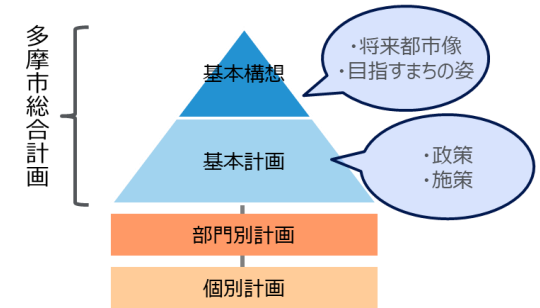 多摩市総合計画
基本構想
・将来都市像
・目指すまちの姿
基本計画
・政策
・施策
部門別計画
個別計画